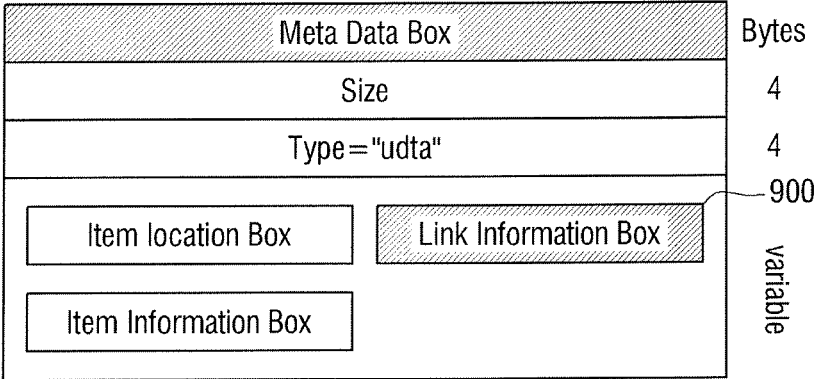 Meta Data Box Bytes
Size 4
Type="udta" 4
900
Item location Box Link Information Box
variable
Item Information Box